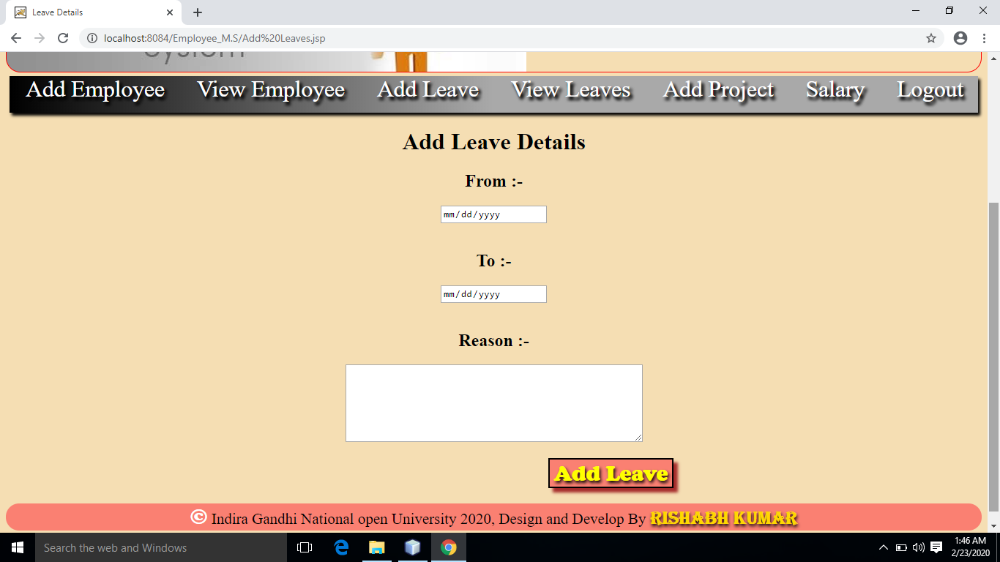 Leave Details
localhost:8084/Employee_M.S/Add%20Leaves.jsp
System
Add Employee View Employee Add Leave View Leaves Add Project Salary Logout
Add Leave Details
From :-
mm/dd/yyyy
To :-
mm/dd/yyyy
Reason :-
Add Leave
© Indira Gandhi National open University 2020, Design and Develop By RISHABH KUMAR
Search the web and Windows
1:46 AM
2/23/2020